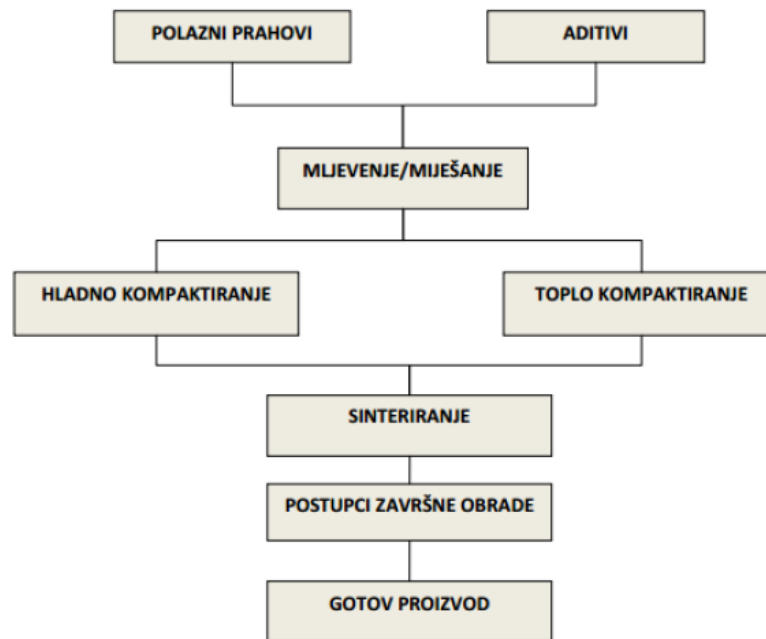 POLAZNI PRAHOVI
ADITIVI
MLJEVENJE/MIJEŠANJE
HLADNO KOMPAKTIRANJE
TOPLO KOMPAKTIRANJE
SINTERIRANJE
POSTUPCI ZAVRŠNE OBRADE
GOTOV PROIZVOD